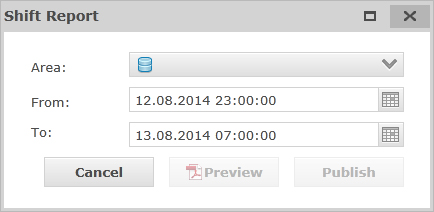 Shift Report
Area:
From: 12.08.2014 23:00:00
To: 13.08.2014 07:00:00
Cancel Preview Publish